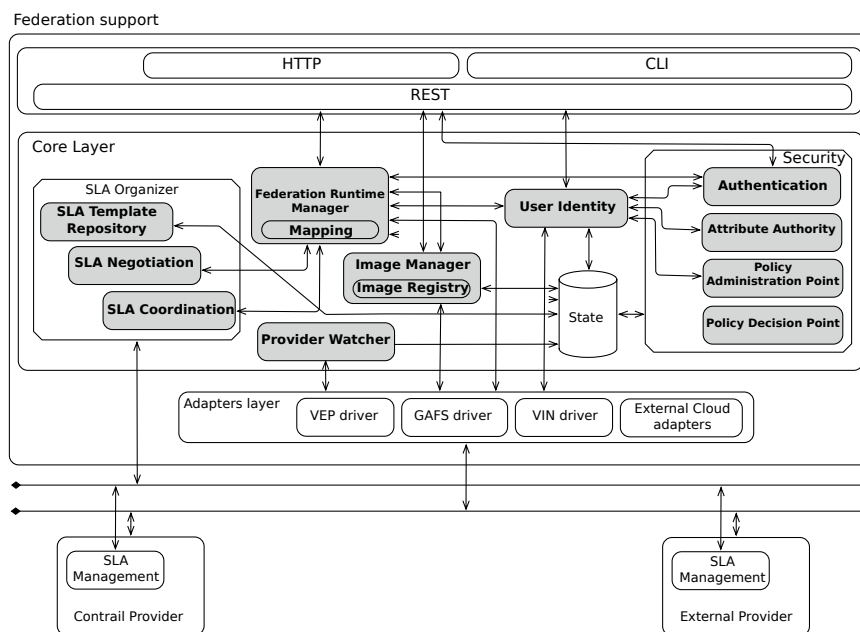 Federation support
HTTP
CLI
REST
Core Layer
Security
SLA Organizer
SLA Template
Repository
SLA Negotiation
SLA Coordination
Federation Runtime
Manager
Mapping
Image Manager
Image Registry
Provider Watcher
User Identity
State
Authentication
Attribute Authority
Policy
Administration Point
Policy Decision Point
Adapters layer
VEP driver
GAFS driver
VIN driver
External Cloud
adapters
SLA
Management
Contrail Provider
SLA
Management
External Provider